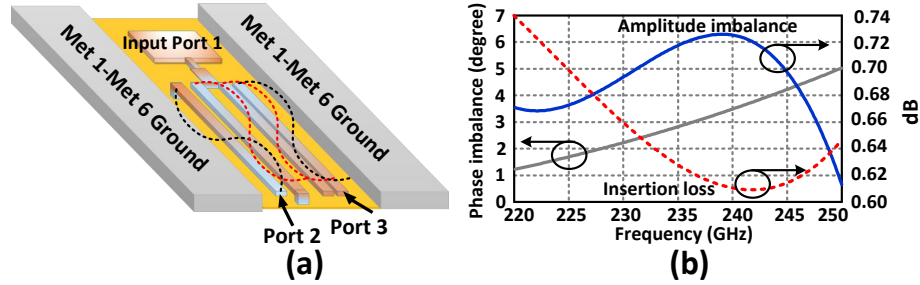 Input Port 1
Met 1-Met 6 Ground
Met 1-Met 6 Ground
Port 2
Port 3
(a)
Phase imbalance (degree)
7
6
5
4
3
2
1
0
Amplitude imbalance
Insertion loss
0.74
0.72
0.70
0.68
0.66
0.64
0.62
0.60
dB
220 225 230 235 240 245 250
Frequency (GHz)
(b)